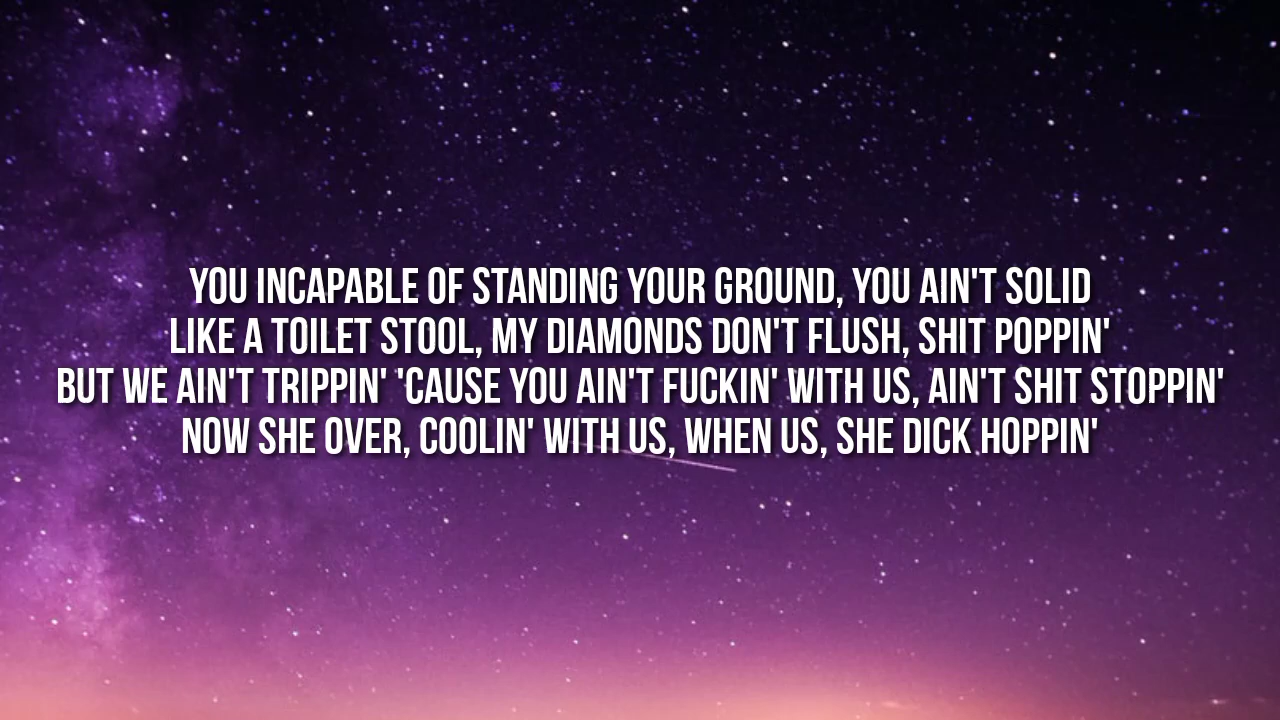 YOU INCAPABLE OF STANDING YOUR GROUND, YOU AIN'T SOLID
LIKE A TOILET STOOL, MY DIAMONDS DON'T FLUSH, SHIT POPPIN'
BUT WE AIN'T TRIPPIN' 'CAUSE YOU AIN'T FUCKIN' WITH US, AIN'T SHIT STOPPIN'
NOW SHE OVER, COOLIN' WITH US, WHEN US, SHE DICK HOPPIN'